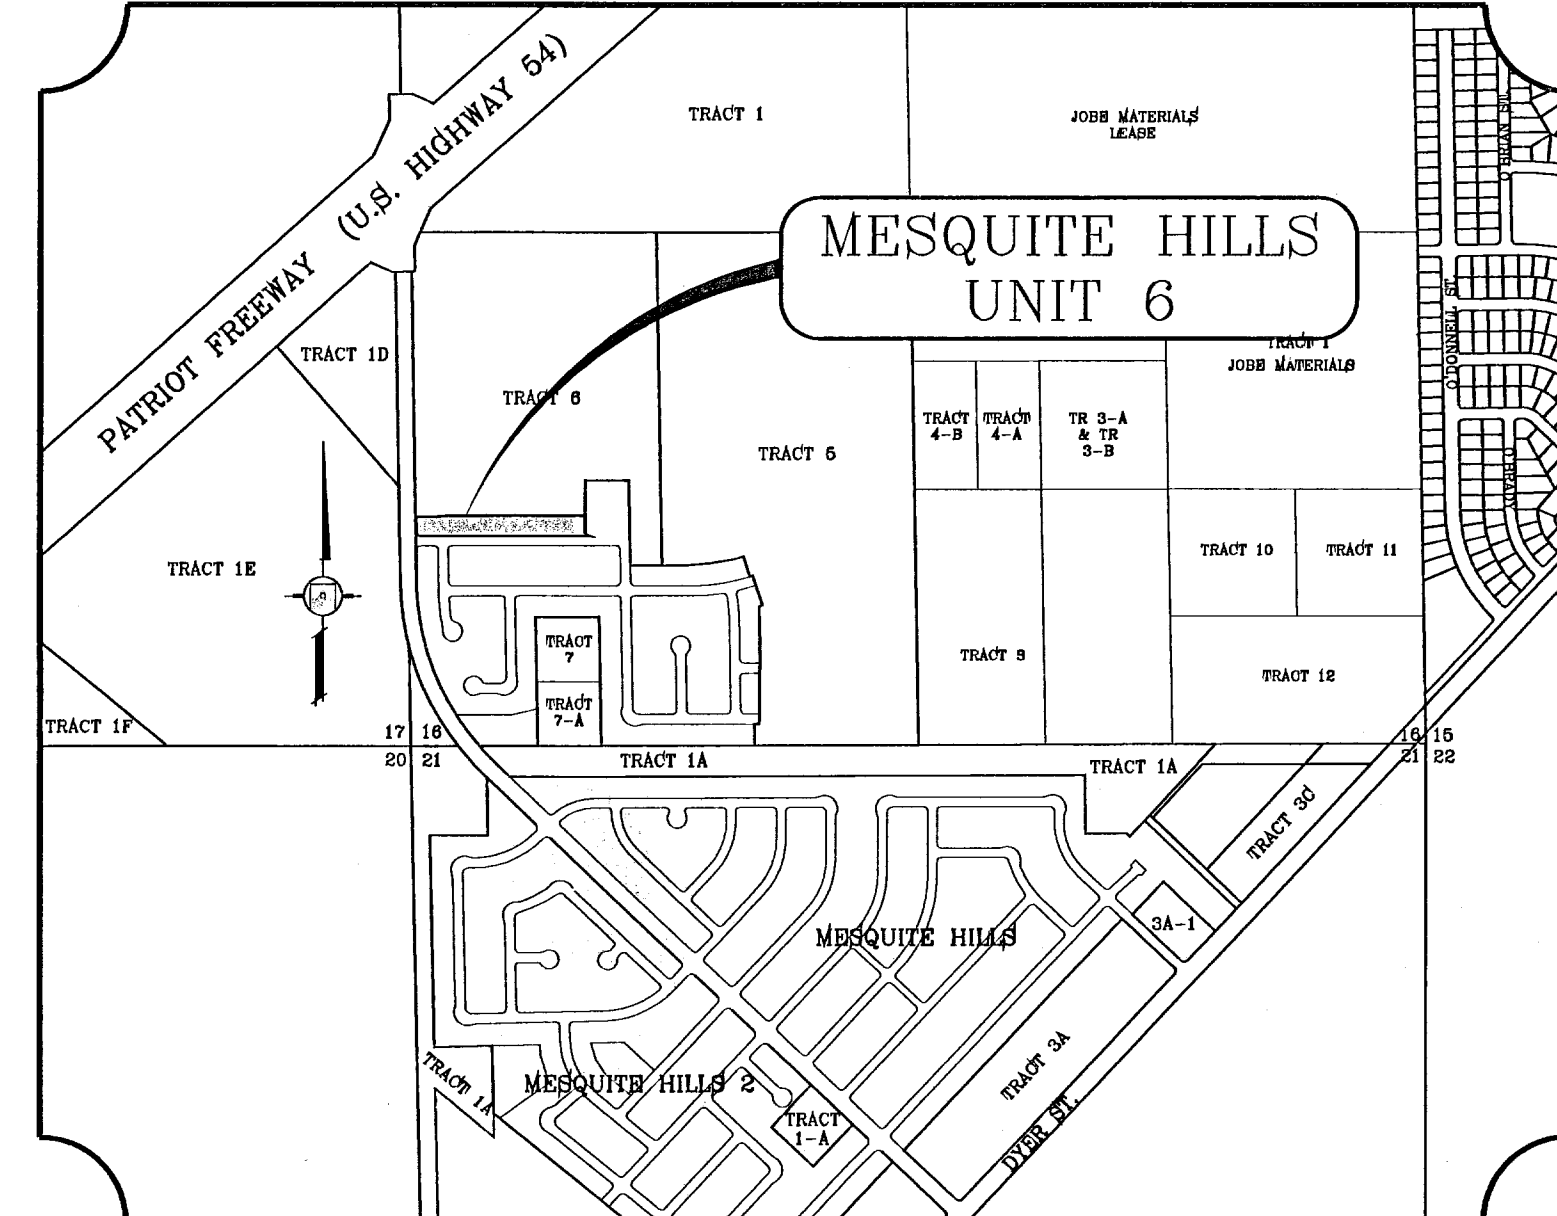 PATRIOT FREEWAY (U.S. HIGHWAY 54)
TRACT 1
JOBE MATERIALS
LEASE
O'BRIAN ST.
MESQUITE HILLS
UNIT 6
TRACT 1
JOBE MATERIALS
O'DONNELL ST.
TRACT 1D
TRACT 6
TRACT 5
TRACT
4-B
TRACT
4-A
TR 3-A
& TR
3-B
O'BRADY
TRACT 1E
TRACT 10
TRACT 11
TRACT
7
TRACT
7-A
TRACT 9
TRACT 12
TRACT 1F
17 16
20 21
16 15
21 22
TRACT 1A
TRACT 1A
TRACT 3C
3A-1
MESQUITE HILLS
TRACT 3A
DYER ST.
TRACT 1A
MESQUITE HILLS 2
TRACT
1-A